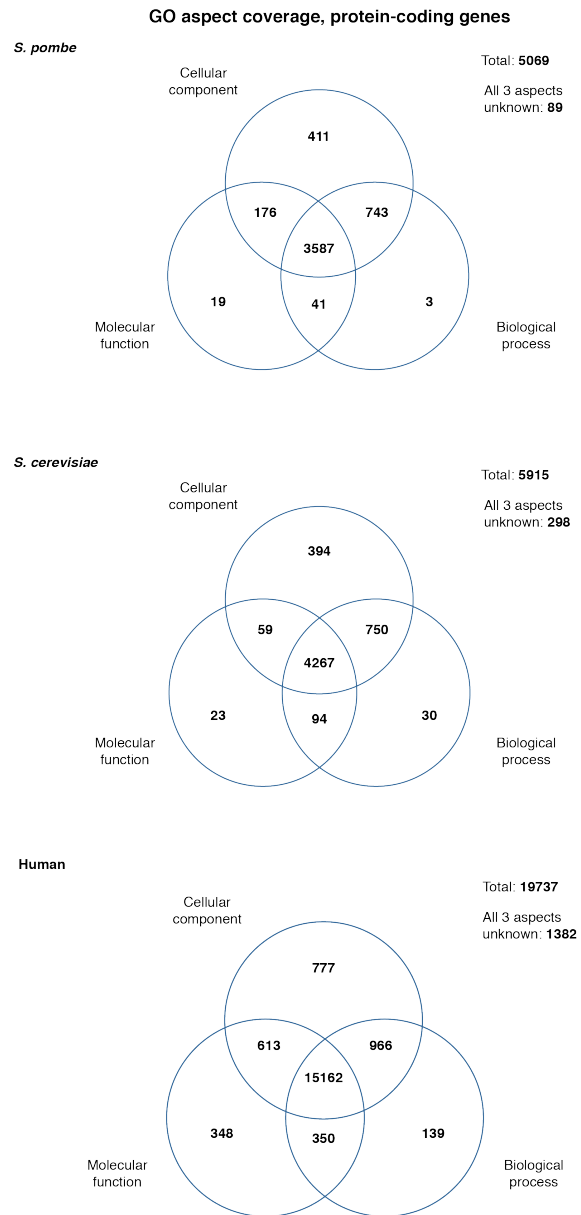 GO aspect coverage, protein-coding genes
S. pombe
Total: 5069
Cellular
component
All 3 aspects
unknown: 89
411
176
743
3587
19
41
3
Molecular
function
Biological
process
S. cerevisiae
Total: 5915
Cellular
component
All 3 aspects
unknown: 298
394
59
750
4267
23
94
30
Molecular
function
Biological
process
Human
Total: 19737
Cellular
component
All 3 aspects
unknown: 1382
777
613
966
15162
348
350
139
Molecular
function
Biological
process